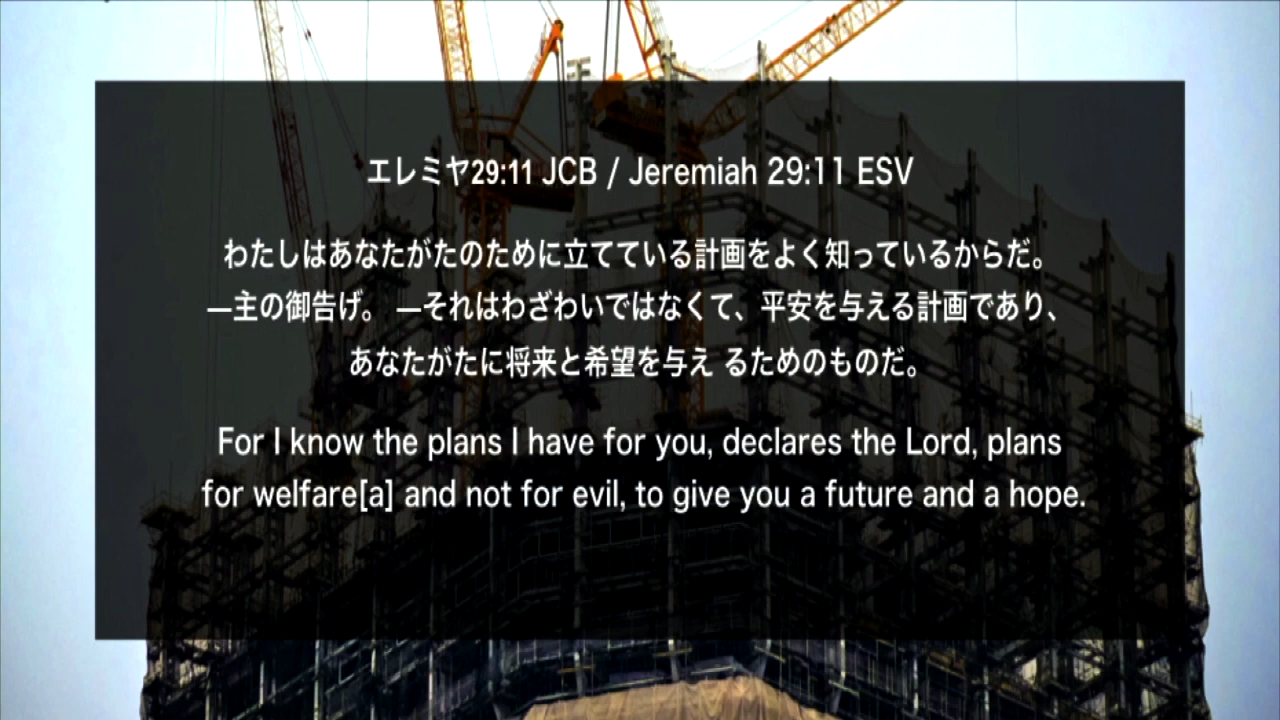 エレミヤ29:11 JCB / Jeremiah 29:11 ESV
わたしはあなたがたのために立てている計画をよく知っているからだ。
—主の御告げ。 —それはわざわいではなくて、平安を与える計画であり、
あなたがたに将来と希望を与え るためのものだ。
For I know the plans I have for you, declares the Lord, plans
for welfare[a] and not for evil, to give you a future and a hope.